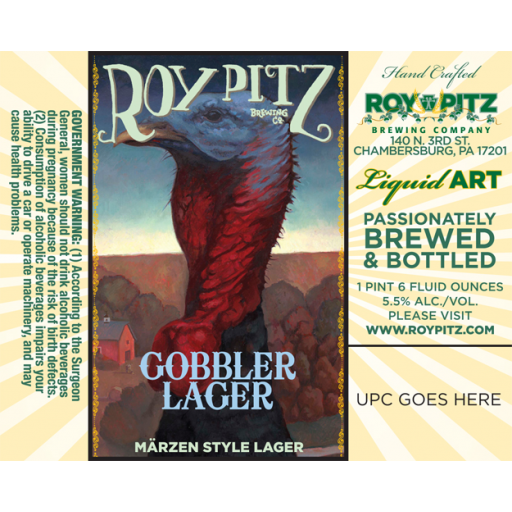 GOVERNMENT WARNING: (1) According to the Surgeon
General, women should not drink alcoholic beverages
during pregnancy because of the risk of birth defects.
(2) Consumption of alcoholic beverages impairs your
ability to drive a car or operate machinery, and may
cause health problems.
ROY PITZ
BREWING
CO
GOBBLER
LAGER
MÄRZEN STYLE LAGER
Hand Crafted
ROY PITZ
BREWING COMPANY
140 N. 3RD ST.
CHAMBERSBURG, PA 17201
Liquid ART
PASSIONATELY
BREWED
& BOTTLED
1 PINT 6 FLUID OUNCES
5.5% ALC./VOL.
PLEASE VISIT
WWW.ROYPITZ.COM
UPC GOES HERE